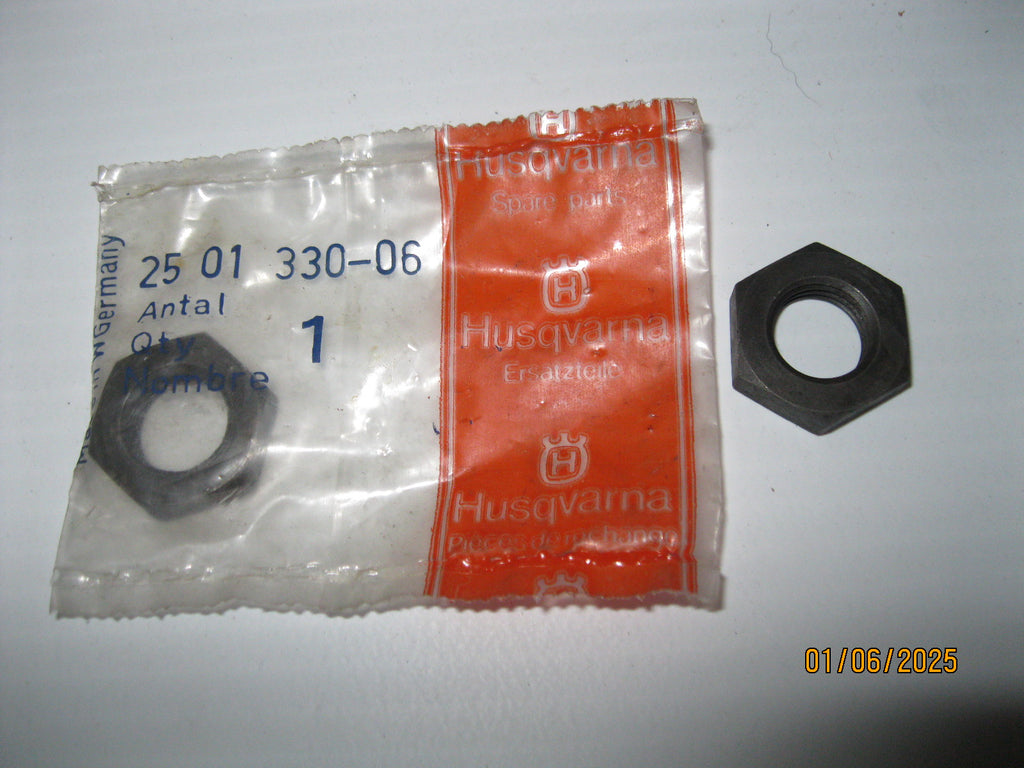 25 01 330-06
Antal
Qty
1
Nombre
W Germany
Husqvarna
Spare parts
H
Husqvarna
Ersatzteile
H
Husqvarna
Pièces de rechange
01/06/2025